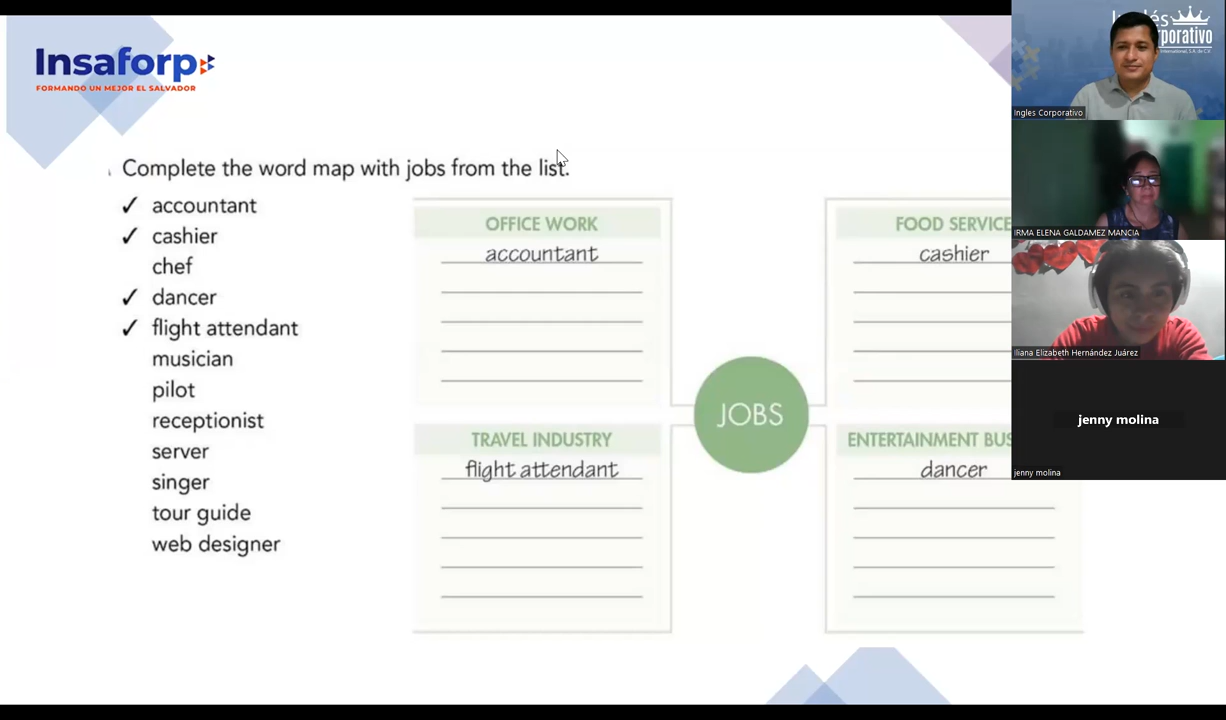 Insaforp
FORMANDO UN MEJOR EL SALVADOR
Complete the word map with jobs from the list.
✓ accountant
✓ cashier
chef
✓ dancer
✓ flight attendant
musician
pilot
receptionist
server
singer
tour guide
web designer
OFFICE WORK
accountant
FOOD SERVICE
cashier
JOBS
TRAVEL INDUSTRY
flight attendant
ENTERTAINMENT BUS
dancer
Inglés
Corporativo
Ingles Corporativo
IRMA ELENA GALDAMEZ MANCIA
Iliana Elizabeth Hernández Juárez
jenny molina
jenny molina